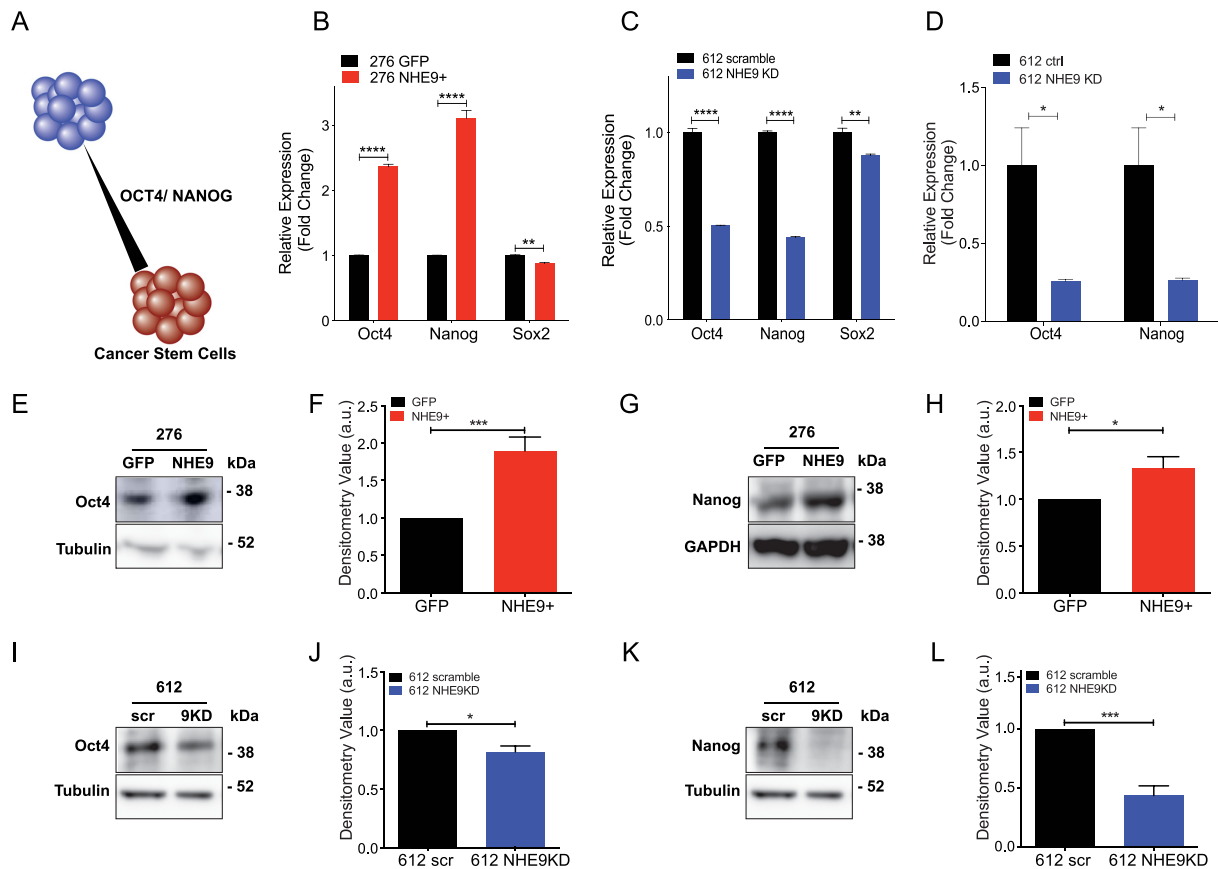 A
OCT4/ NANOG
Cancer Stem Cells
B
276 GFP
276 NHE9+
Relative Expression
(Fold Change)
3
2
1
0
****
****
**
Oct4
Nanog
Sox2
C
612 scramble
612 NHE9 KD
Relative Expression
(Fold Change)
1.0
0.5
0.0
****
****
**
Oct4
Nanog
Sox2
D
612 ctrl
612 NHE9 KD
Relative Expression
(Fold Change)
1.5
1.0
0.5
0.0
*
*
Oct4
Nanog
E
276
GFP NHE9 kDa
Oct4
- 38
Tubulin
- 52
F
GFP
NHE9+
Densitometry Value (a.u.)
2.5
2.0
1.5
1.0
0.5
0.0
***
GFP
NHE9+
G
276
GFP NHE9 kDa
Nanog
- 38
GAPDH
- 38
H
GFP
NHE9+
Densitometry Value (a.u.)
2.0
1.5
1.0
0.5
0.0
*
GFP
NHE9+
I
612
scr 9KD kDa
Oct4
- 38
Tubulin
- 52
J
612 scramble
612 NHE9KD
Densitometry Value (a.u.)
1.5
1.0
0.5
0.0
*
612 scr
612 NHE9KD
K
612
scr 9KD kDa
Nanog
- 38
Tubulin
- 52
L
612 scramble
612 NHE9KD
Densitometry Value (a.u.)
1.5
1.0
0.5
0.0
***
612 scr
612 NHE9KD